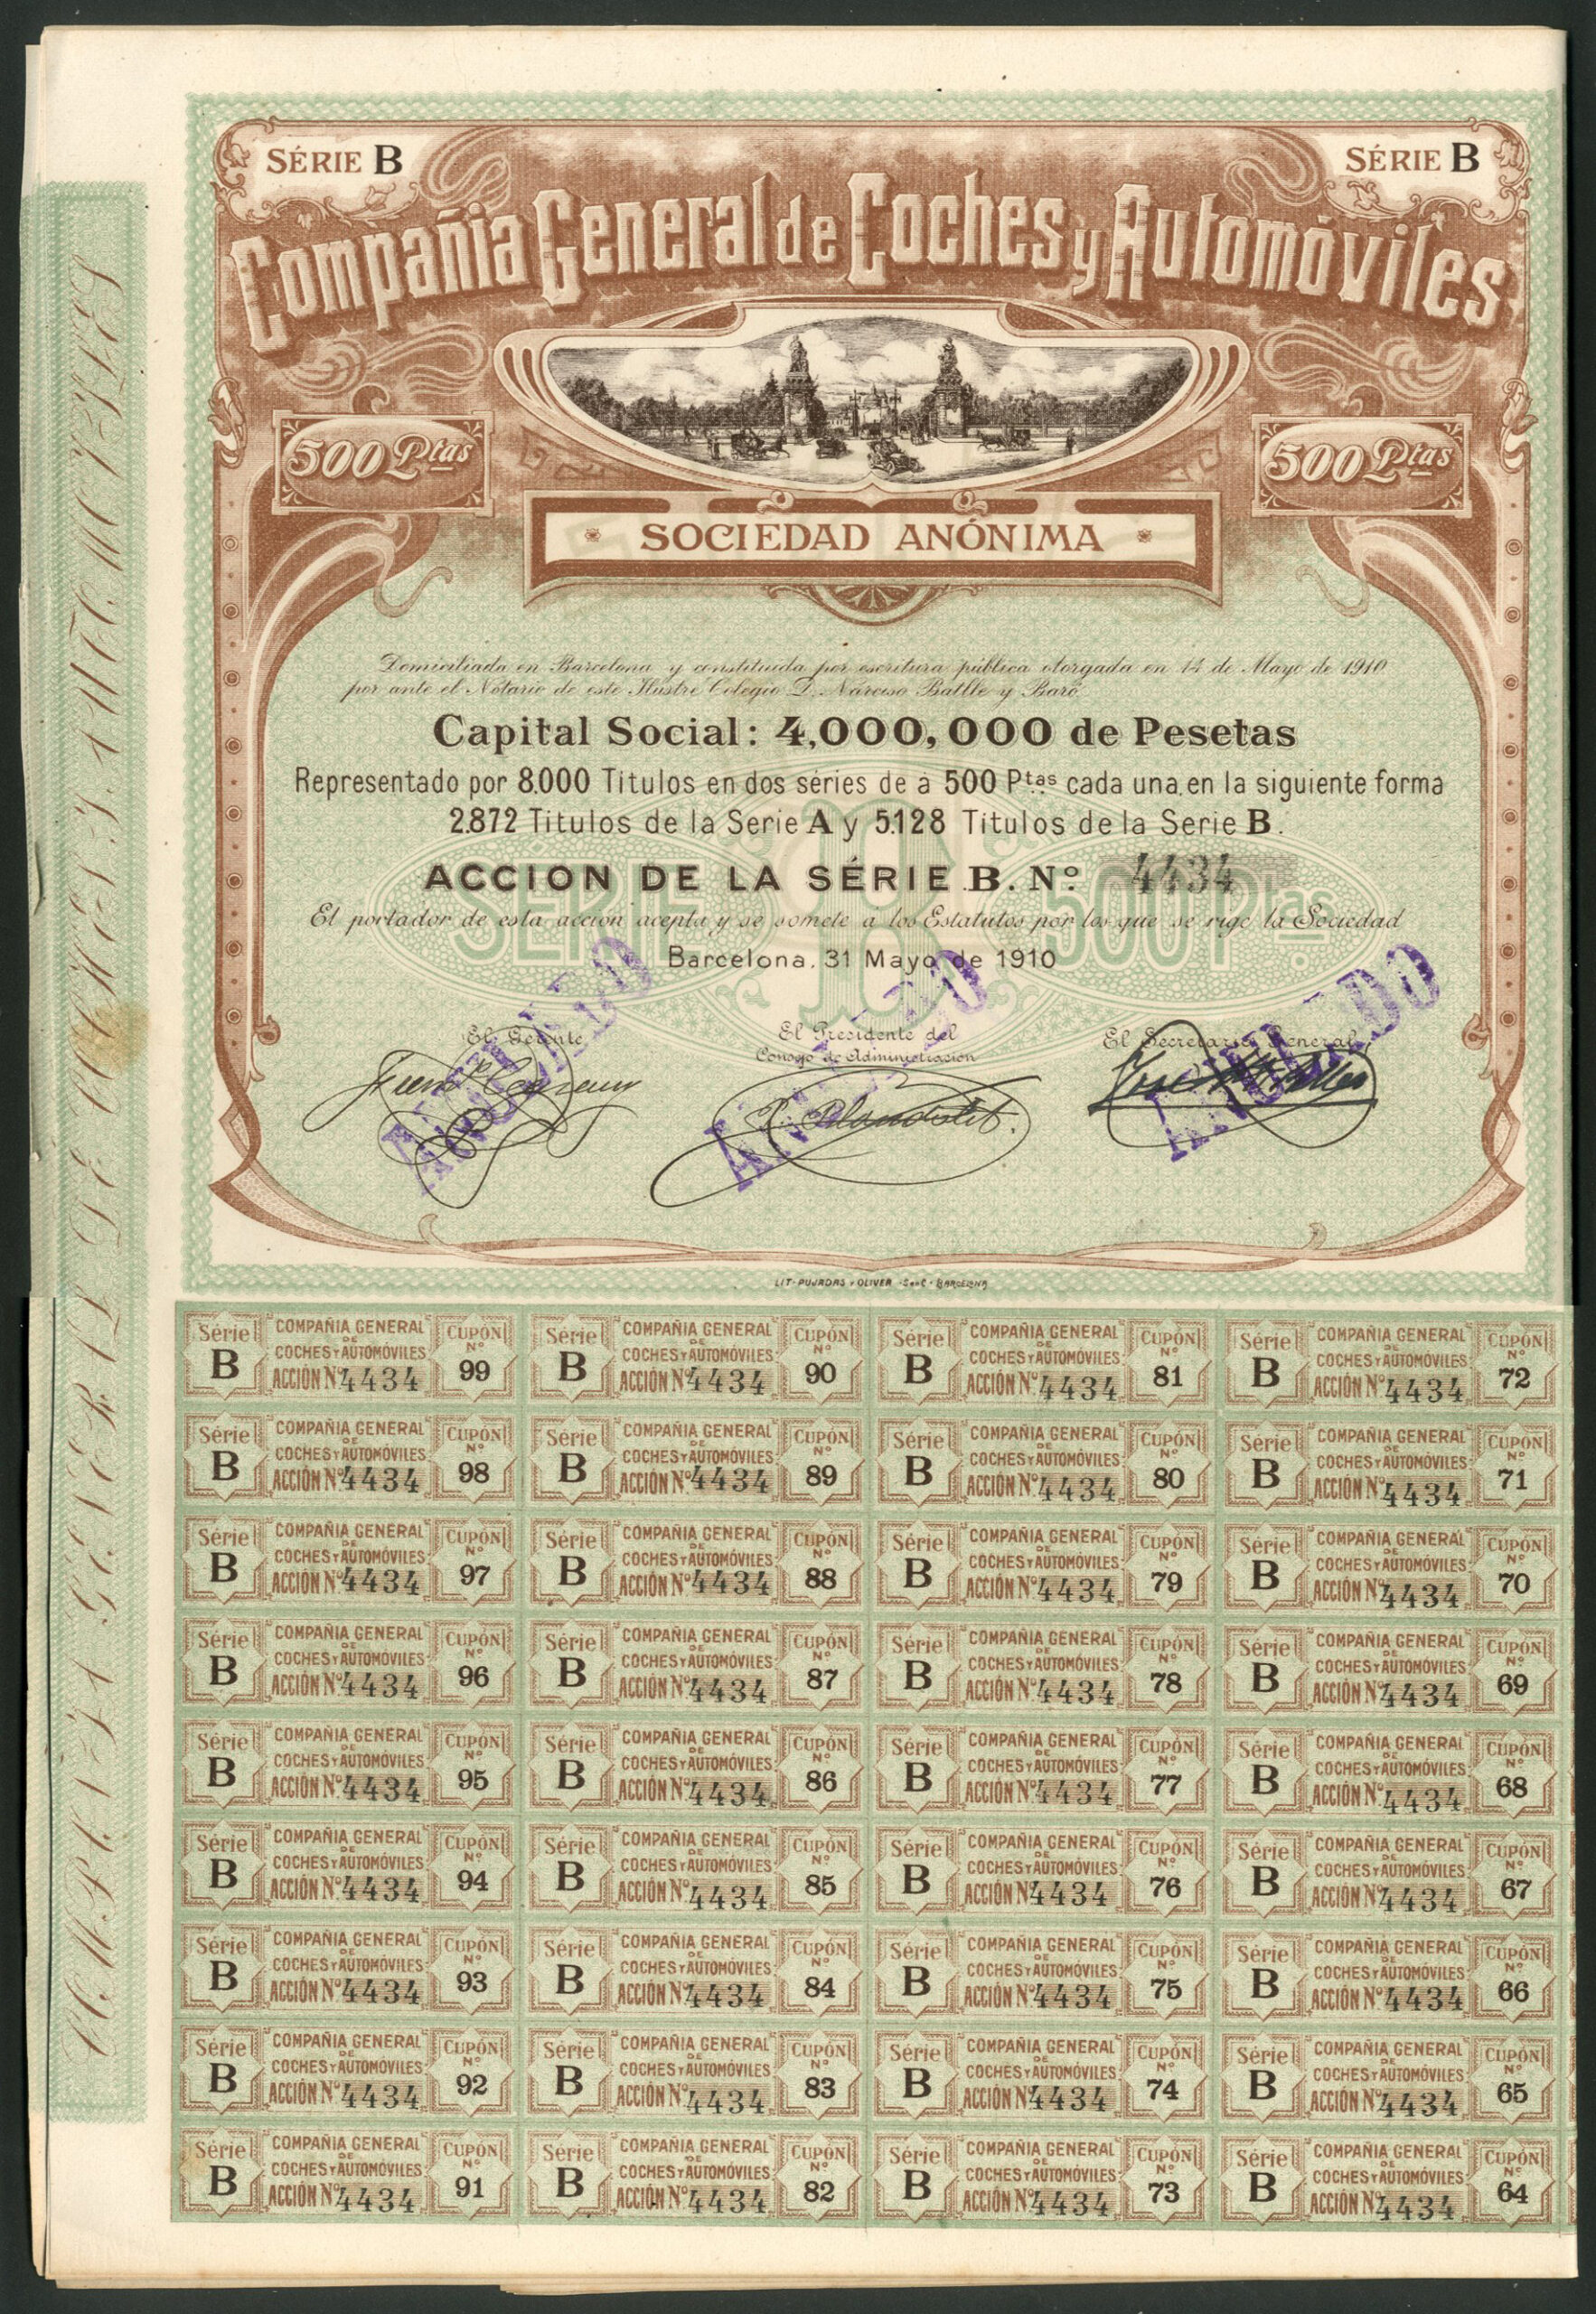 SÉRIE B
SÉRIE B
Compañia General de Coches y Automóviles
500 Ptas
500 Ptas
SOCIEDAD ANÓNIMA
Domiciliada en Barcelona y constituida por escritura pública otorgada en 14 de Mayo de 1910
por ante el Notario de este Ilustre Colegio D. Narciso Batlle y Baró.
Capital Social: 4,000,000 de Pesetas
Representado por 8.000 Titulos en dos séries de á 500 Ptas cada una, en la siguiente forma
2.872 Titulos de la Serie A y 5.128 Titulos de la Serie B.
ACCION DE LA SÉRIE B. Nº 4434
SÉRIE B 500 Ptas
El portador de esta acción acepta y se somete á los Estatutos por los que se rige la Sociedad
Barcelona, 31 Mayo de 1910
El Gerente
El Presidente del
Consejo de Administración
El Secretario General
ANULADO
ANULADO
ANULADO
LIT- PUJADAS Y OLIVER - S en C - BARCELONA
COMPAÑIA GENERAL DE COCHES Y AUTOMOVILES
Série B COMPAÑIA GENERAL DE COCHES Y AUTOMÓVILES ACCIÓN Nº 4434 CUPÓN Nº 99
Série B COMPAÑIA GENERAL DE COCHES Y AUTOMÓVILES ACCIÓN Nº 4434 CUPÓN Nº 90
Série B COMPAÑIA GENERAL DE COCHES Y AUTOMÓVILES ACCIÓN Nº 4434 CUPÓN Nº 81
Série B COMPAÑIA GENERAL DE COCHES Y AUTOMÓVILES ACCIÓN Nº 4434 CUPÓN Nº 72
Série B COMPAÑIA GENERAL DE COCHES Y AUTOMÓVILES ACCIÓN Nº 4434 CUPÓN Nº 98
Série B COMPAÑIA GENERAL DE COCHES Y AUTOMÓVILES ACCIÓN Nº 4434 CUPÓN Nº 89
Série B COMPAÑIA GENERAL DE COCHES Y AUTOMÓVILES ACCIÓN Nº 4434 CUPÓN Nº 80
Série B COMPAÑIA GENERAL DE COCHES Y AUTOMÓVILES ACCIÓN Nº 4434 CUPÓN Nº 71
Série B COMPAÑIA GENERAL DE COCHES Y AUTOMÓVILES ACCIÓN Nº 4434 CUPÓN Nº 97
Série B COMPAÑIA GENERAL DE COCHES Y AUTOMÓVILES ACCIÓN Nº 4434 CUPÓN Nº 88
Série B COMPAÑIA GENERAL DE COCHES Y AUTOMÓVILES ACCIÓN Nº 4434 CUPÓN Nº 79
Série B COMPAÑIA GENERAL DE COCHES Y AUTOMÓVILES ACCIÓN Nº 4434 CUPÓN Nº 70
Série B COMPAÑIA GENERAL DE COCHES Y AUTOMÓVILES ACCIÓN Nº 4434 CUPÓN Nº 96
Série B COMPAÑIA GENERAL DE COCHES Y AUTOMÓVILES ACCIÓN Nº 4434 CUPÓN Nº 87
Série B COMPAÑIA GENERAL DE COCHES Y AUTOMÓVILES ACCIÓN Nº 4434 CUPÓN Nº 78
Série B COMPAÑIA GENERAL DE COCHES Y AUTOMÓVILES ACCIÓN Nº 4434 CUPÓN Nº 69
Série B COMPAÑIA GENERAL DE COCHES Y AUTOMÓVILES ACCIÓN Nº 4434 CUPÓN Nº 95
Série B COMPAÑIA GENERAL DE COCHES Y AUTOMÓVILES ACCIÓN Nº 4434 CUPÓN Nº 86
Série B COMPAÑIA GENERAL DE COCHES Y AUTOMÓVILES ACCIÓN Nº 4434 CUPÓN Nº 77
Série B COMPAÑIA GENERAL DE COCHES Y AUTOMÓVILES ACCIÓN Nº 4434 CUPÓN Nº 68
Série B COMPAÑIA GENERAL DE COCHES Y AUTOMÓVILES ACCIÓN Nº 4434 CUPÓN Nº 94
Série B COMPAÑIA GENERAL DE COCHES Y AUTOMÓVILES ACCIÓN Nº 4434 CUPÓN Nº 85
Série B COMPAÑIA GENERAL DE COCHES Y AUTOMÓVILES ACCIÓN Nº 4434 CUPÓN Nº 76
Série B COMPAÑIA GENERAL DE COCHES Y AUTOMÓVILES ACCIÓN Nº 4434 CUPÓN Nº 67
Série B COMPAÑIA GENERAL DE COCHES Y AUTOMÓVILES ACCIÓN Nº 4434 CUPÓN Nº 93
Série B COMPAÑIA GENERAL DE COCHES Y AUTOMÓVILES ACCIÓN Nº 4434 CUPÓN Nº 84
Série B COMPAÑIA GENERAL DE COCHES Y AUTOMÓVILES ACCIÓN Nº 4434 CUPÓN Nº 75
Série B COMPAÑIA GENERAL DE COCHES Y AUTOMÓVILES ACCIÓN Nº 4434 CUPÓN Nº 66
Série B COMPAÑIA GENERAL DE COCHES Y AUTOMÓVILES ACCIÓN Nº 4434 CUPÓN Nº 92
Série B COMPAÑIA GENERAL DE COCHES Y AUTOMÓVILES ACCIÓN Nº 4434 CUPÓN Nº 83
Série B COMPAÑIA GENERAL DE COCHES Y AUTOMÓVILES ACCIÓN Nº 4434 CUPÓN Nº 74
Série B COMPAÑIA GENERAL DE COCHES Y AUTOMÓVILES ACCIÓN Nº 4434 CUPÓN Nº 65
Série B COMPAÑIA GENERAL DE COCHES Y AUTOMÓVILES ACCIÓN Nº 4434 CUPÓN Nº 91
Série B COMPAÑIA GENERAL DE COCHES Y AUTOMÓVILES ACCIÓN Nº 4434 CUPÓN Nº 82
Série B COMPAÑIA GENERAL DE COCHES Y AUTOMÓVILES ACCIÓN Nº 4434 CUPÓN Nº 73
Série B COMPAÑIA GENERAL DE COCHES Y AUTOMÓVILES ACCIÓN Nº 4434 CUPÓN Nº 64